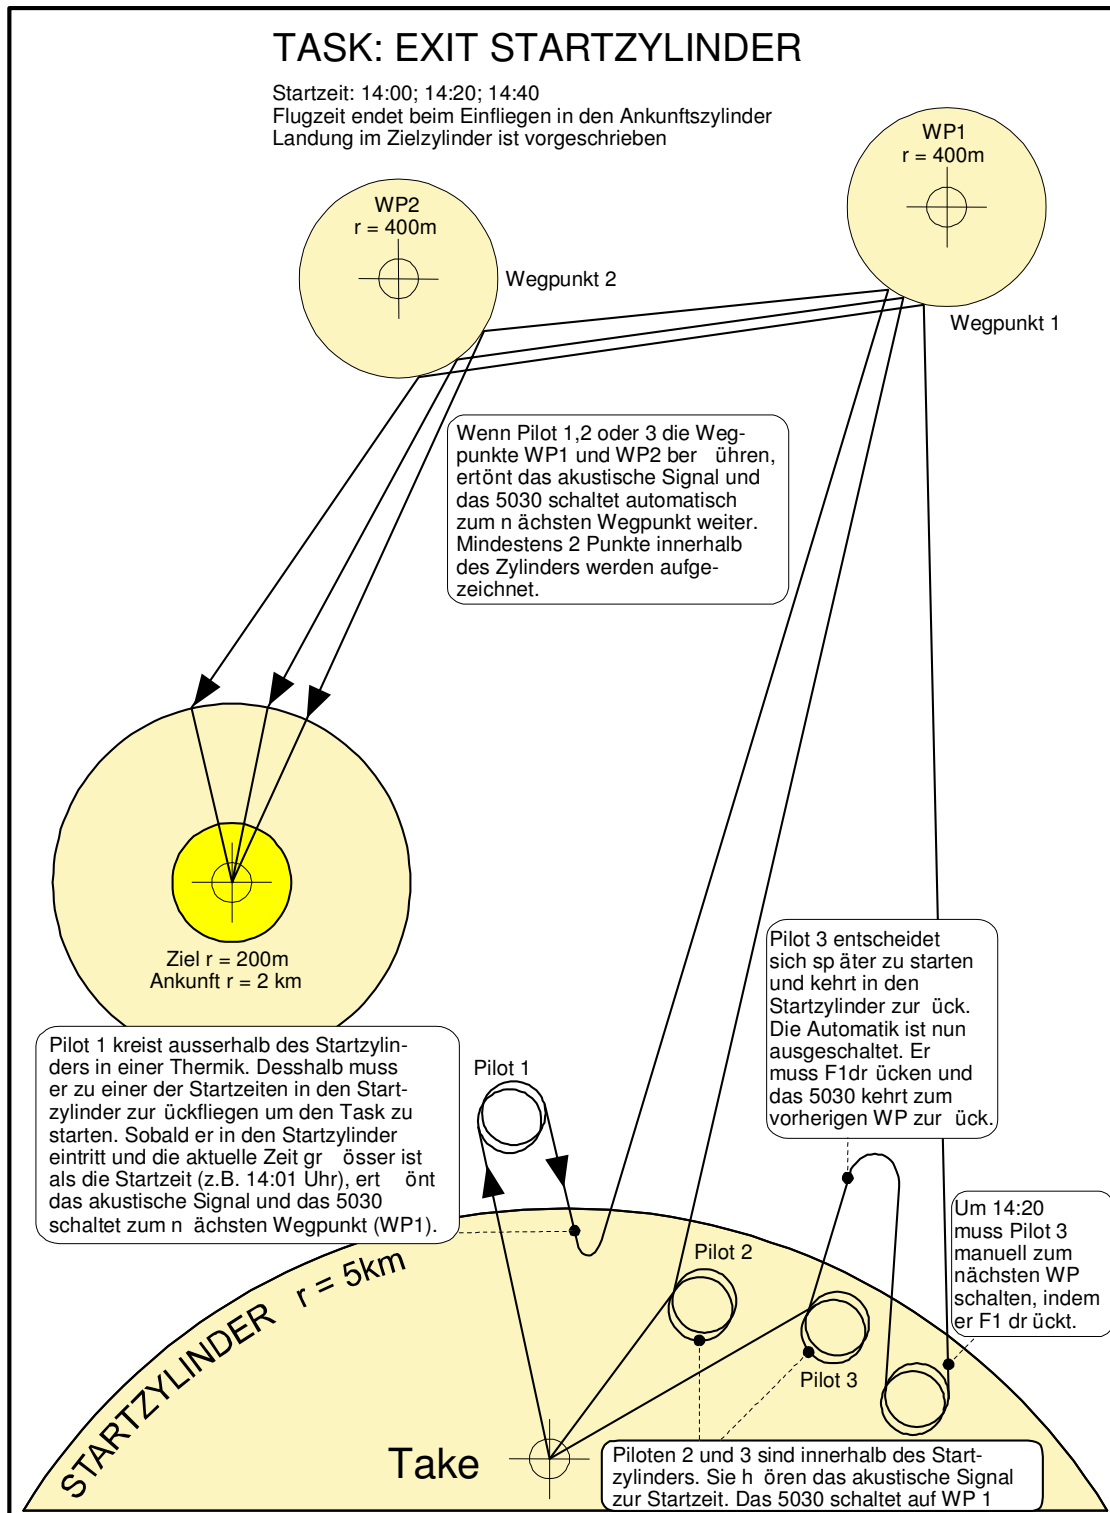 TASK: EXIT STARTZYLINDER
Startzeit: 14:00; 14:20; 14:40
Flugzeit endet beim Einfliegen in den Ankunftszylinder
Landung im Zielzylinder ist vorgeschrieben
WP1
r = 400m
WP2
r = 400m
Wegpunkt 2
Wegpunkt 1
Wenn Pilot 1,2 oder 3 die Weg-
punkte WP1 und WP2 ber ühren,
ertönt das akustische Signal und
das 5030 schaltet automatisch
zum n ächsten Wegpunkt weiter.
Mindestens 2 Punkte innerhalb
des Zylinders werden aufge-
zeichnet.
Ziel r = 200m
Ankunft r = 2 km
Pilot 3 entscheidet
sich sp äter zu starten
und kehrt in den
Startzylinder zur ück.
Die Automatik ist nun
ausgeschaltet. Er
muss F1dr ücken und
das 5030 kehrt zum
vorherigen WP zur ück.
Pilot 1 kreist ausserhalb des Startzylin-
ders in einer Thermik. Desshalb muss
er zu einer der Startzeiten in den Start-
zylinder zur ückfliegen um den Task zu
starten. Sobald er in den Startzylinder
eintritt und die aktuelle Zeit gr össer ist
als die Startzeit (z.B. 14:01 Uhr), ert önt
das akustische Signal und das 5030
schaltet zum n ächsten Wegpunkt (WP1).
Pilot 1
Um 14:20
muss Pilot 3
manuell zum
nächsten WP
schalten, indem
er F1 dr ückt.
Pilot 2
Pilot 3
STARTZYLINDER r = 5km
Take
Piloten 2 und 3 sind innerhalb des Start-
zylinders. Sie h ören das akustische Signal
zur Startzeit. Das 5030 schaltet auf WP 1